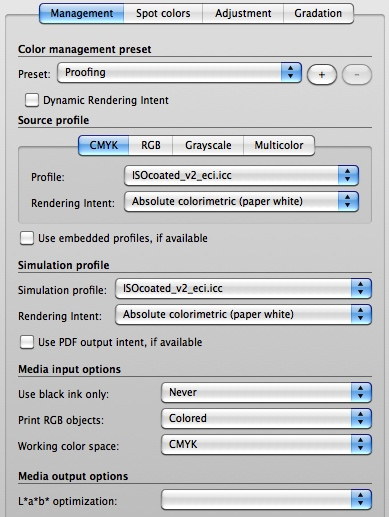 Management Spot colors Adjustment Gradation
Color management preset
Preset: Proofing + −
Dynamic Rendering Intent
Source profile
CMYK RGB Grayscale Multicolor
Profile: ISOcoated_v2_eci.icc
Rendering Intent: Absolute colorimetric (paper white)
Use embedded profiles, if available
Simulation profile
Simulation profile: ISOcoated_v2_eci.icc
Rendering Intent: Absolute colorimetric (paper white)
Use PDF output intent, if available
Media input options
Use black ink only: Never
Print RGB objects: Colored
Working color space: CMYK
Media output options
L*a*b* optimization: